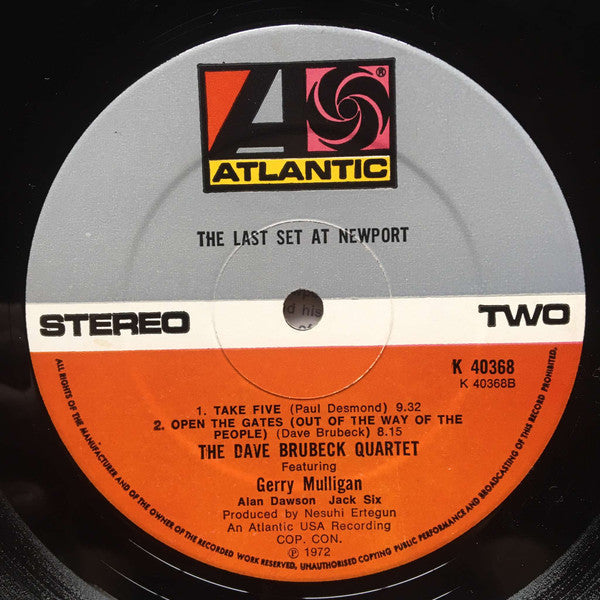 ®
ATLANTIC
THE LAST SET AT NEWPORT
d his
of
STEREO
TWO
K 40368
K 40368B
1. TAKE FIVE (Paul Desmond) 9.32
2. OPEN THE GATES (OUT OF THE WAY OF THE
PEOPLE) (Dave Brubeck) 8.15
THE DAVE BRUBECK QUARTET
Featuring
Gerry Mulligan
Alan Dawson Jack Six
Produced by Nesuhi Ertegun
An Atlantic USA Recording
COP. CON.
℗ 1972
ALL RIGHTS OF THE MANUFACTURER AND OF THE OWNER OF THE RECORDED WORK RESERVED, UNAUTHORISED COPYING PUBLIC PERFORMANCE AND BROADCASTING OF THIS RECORD PROHIBITED.